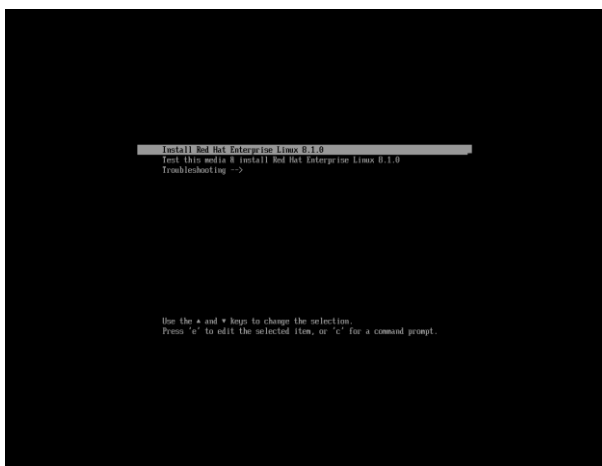 Install Red Hat Enterprise Linux 8.1.0
Test this media & install Red Hat Enterprise Linux 8.1.0
Troubleshooting -->
Use the ▲ and ▼ keys to change the selection.
Press 'e' to edit the selected item, or 'c' for a command prompt.